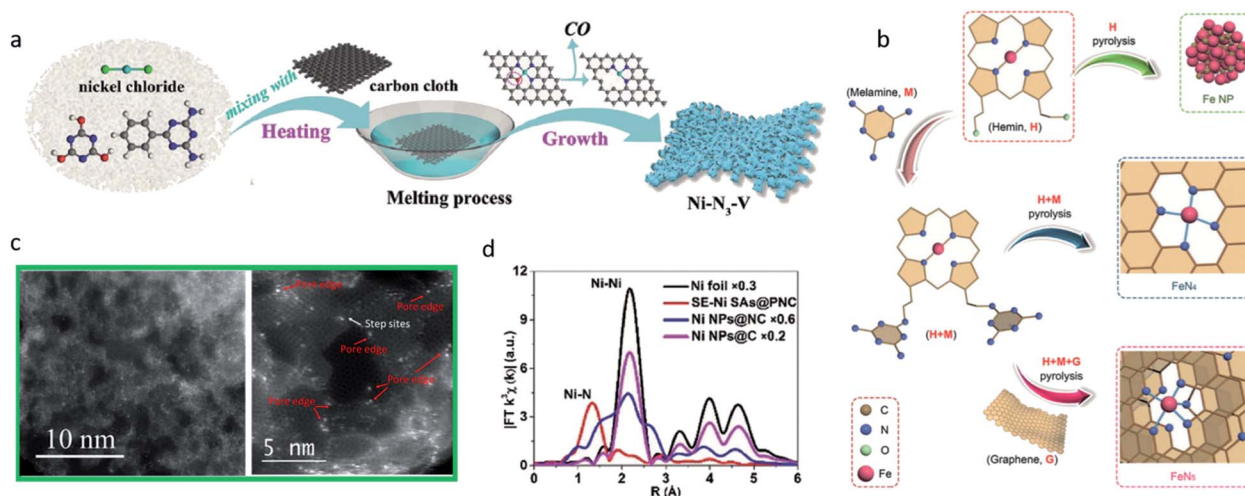 a
nickel chloride
mixing with
Heating
carbon cloth
Melting process
CO
Growth
Ni-N3-V
b
(Melamine, M)
(Hemin, H)
H
pyrolysis
Fe NP
H+M
pyrolysis
FeN4
(H+M)
H+M+G
pyrolysis
(Graphene, G)
FeN5
C
N
O
Fe
c
10 nm
Pore edge
Pore edge
Step sites
Pore edge
Pore edge
Pore edge
5 nm
d
|FT k³χ (k)| (a.u.)
12
9
6
3
0
Ni-Ni
Ni-N
Ni foil ×0.3
SE-Ni SAs@PNC
Ni NPs@NC ×0.6
Ni NPs@C ×0.2
0 1 2 3 4 5 6
R (Å)